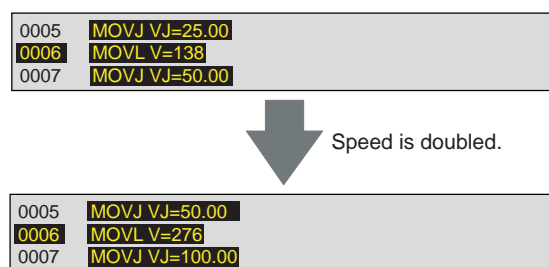 0005 MOVJ VJ=25.00
0006 MOVL V=138
0007 MOVJ VJ=50.00
Speed is doubled.
0005 MOVJ VJ=50.00
0006 MOVL V=276
0007 MOVJ VJ=100.00